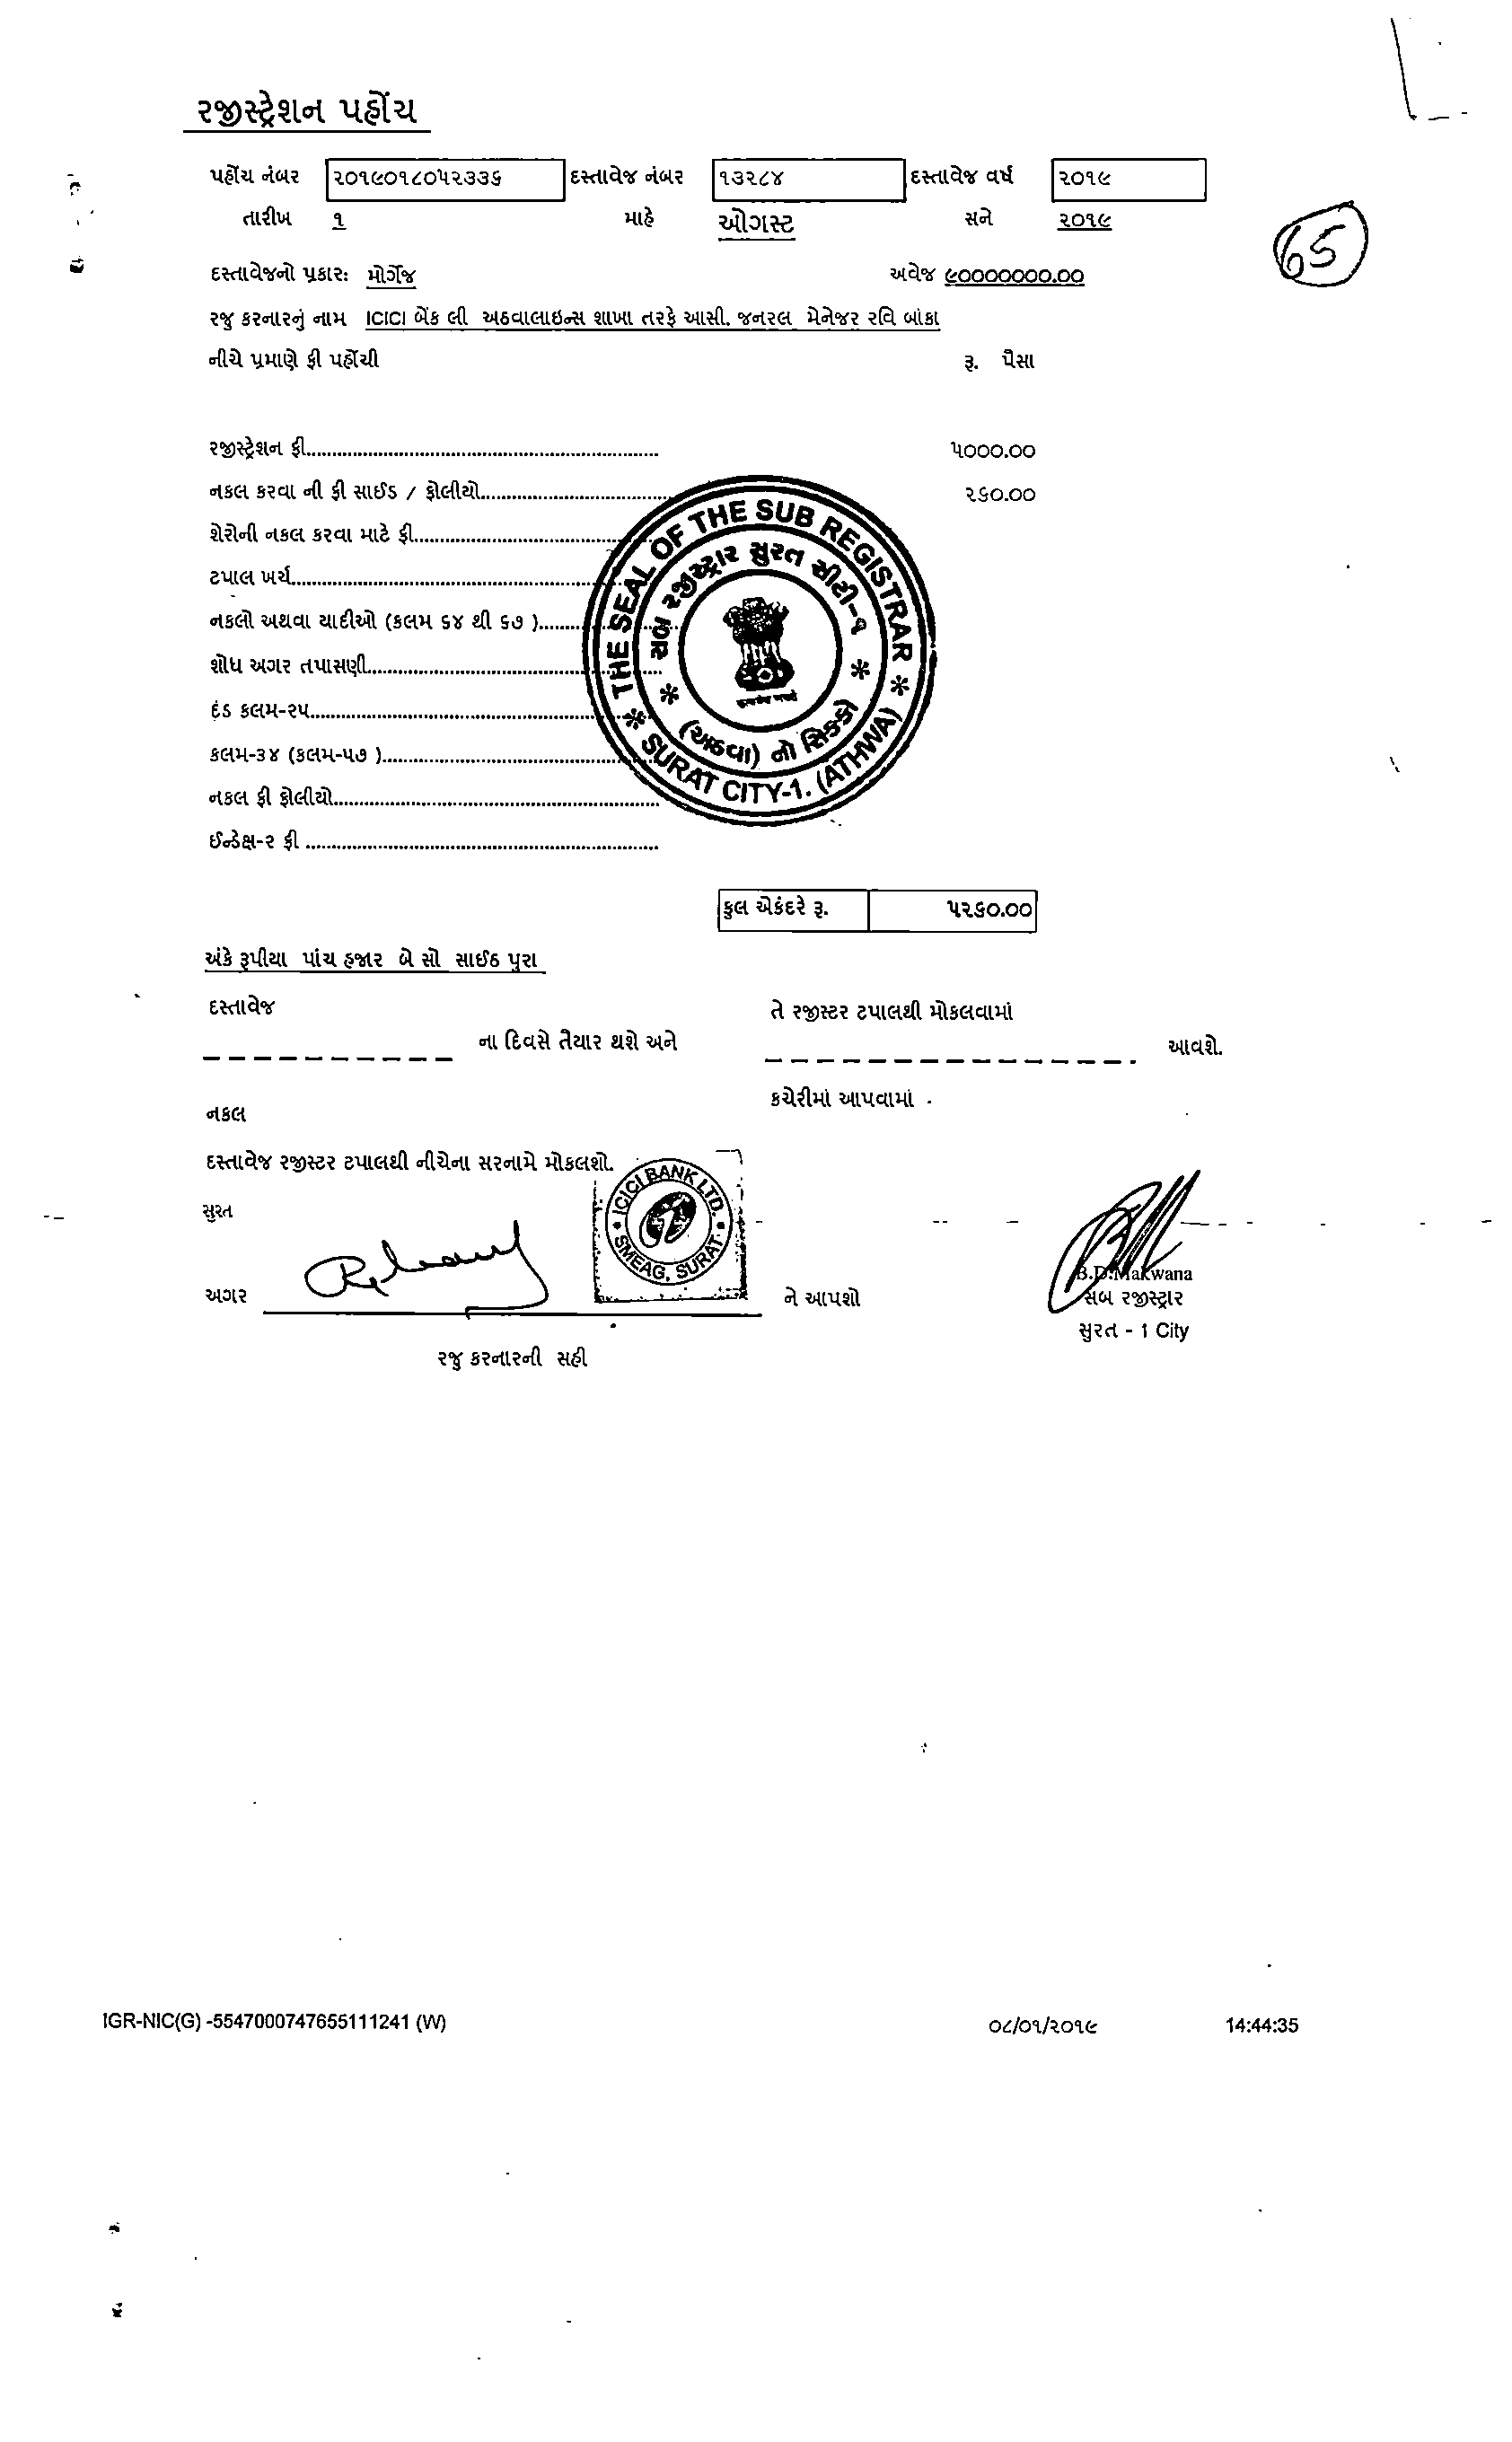 રજીસ્ટ્રેશન પહોંચ
પહોંચ નંબર ૨૦૧૯૦૧૮૦૫૨૩૩૬ દસ્તાવેજ નંબર ૧૩૨૮૪ દસ્તાવેજ વર્ષ ૨૦૧૯
તારીખ ૧ માહે ઓગસ્ટ સને ૨૦૧૯
65
દસ્તાવેજનો પ્રકારઃ મોર્ગેજ અવેજ ૯૦૦૦૦૦૦૦.૦૦
રજુ કરનારનું નામ ICICI બેંક લી અઠવાલાઇન્સ શાખા તરફે આસી. જનરલ મેનેજર રવિ બાંકા
નીચે પ્રમાણે ફી પહોંચી રૂ. પૈસા
રજીસ્ટ્રેશન ફી........ ૫૦૦૦.૦૦
નકલ કરવા ની ફી સાઈડ / ફોલીયો........ ૨૬૦.૦૦
શેરોની નકલ કરવા માટે ફી........
ટપાલ ખર્ચ........
નકલો અથવા યાદીઓ (કલમ ૬૪ થી ૬૭ )........
શોધ અગર તપાસણી........
દંડ કલમ-૨૫........
કલમ-૩૪ (કલમ-૫૭ )........
નકલ ફી ફોલીયો........
ઈન્ડેક્ષ-૨ ફી ........
* THE SEAL OF THE SUB REGISTRAR * SURAT CITY-1. (ATHWA)
* સબ રજીસ્ટ્રાર સુરત સીટી-૧ * (અઠવા) નો સિક્કો
કુલ એકંદરે રૂ. ૫૨૬૦.૦૦
અંકે રૂપીયા પાંચ હજાર બે સો સાઈઠ પુરા
દસ્તાવેજ તે રજીસ્ટર ટપાલથી મોકલવામાં
ના દિવસે તૈયાર થશે અને આવશે.
નકલ કચેરીમાં આપવામાં
દસ્તાવેજ રજીસ્ટર ટપાલથી નીચેના સરનામે મોકલશો.
સુરત
ICICI BANK LTD. SMEAG, SURAT
B.D.Makwana
અગર ને આપશો સબ રજીસ્ટ્રાર
સુરત - 1 City
રજુ કરનારની સહી
IGR-NIC(G) -5547000747655111241 (W) ૦૮/૦૧/૨૦૧૯ 14:44:35